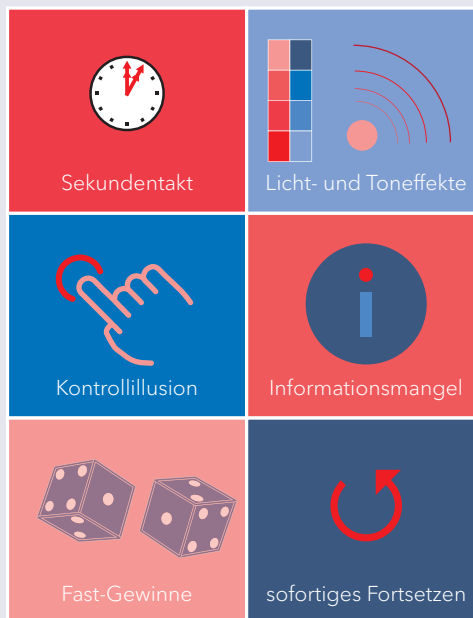 Sekundentakt
Licht- und Toneffekte
Kontrollillusion
Informationsmangel
Fast-Gewinne
sofortiges Fortsetzen